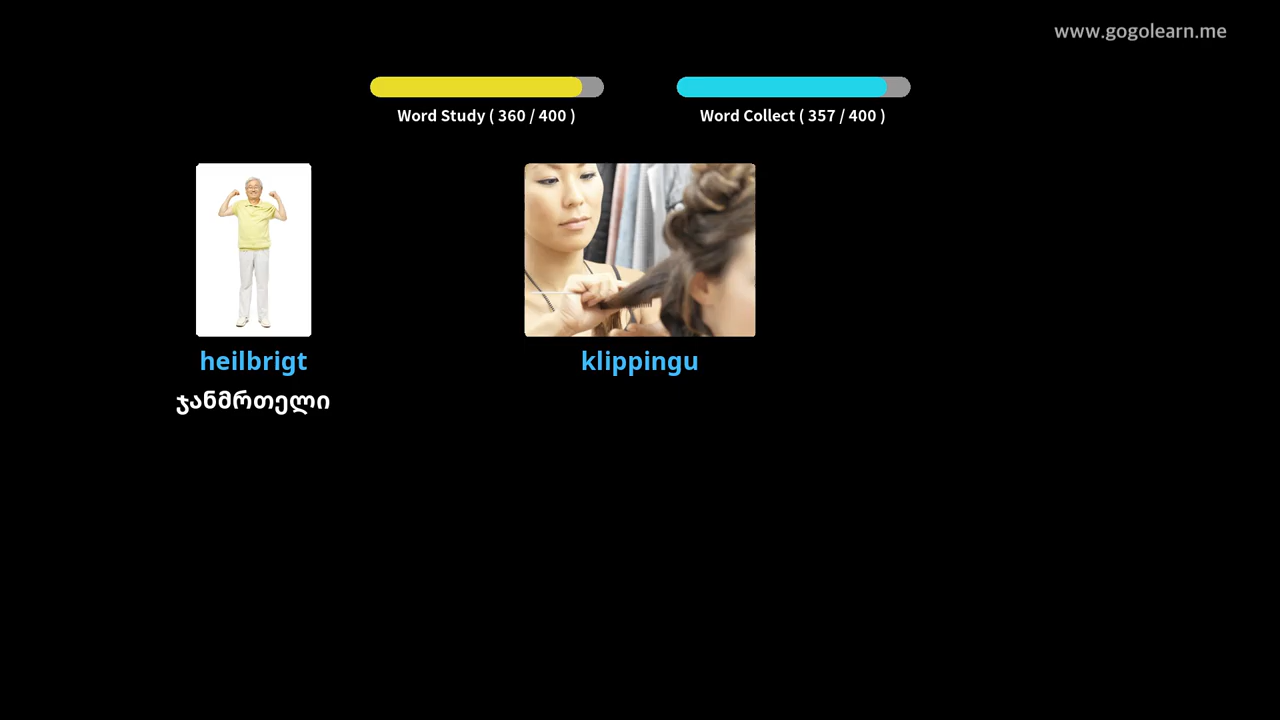 www.gogolearn.me
Word Study ( 360 / 400 )
Word Collect ( 357 / 400 )
heilbrigt
klippingu
ჯანმრთელი